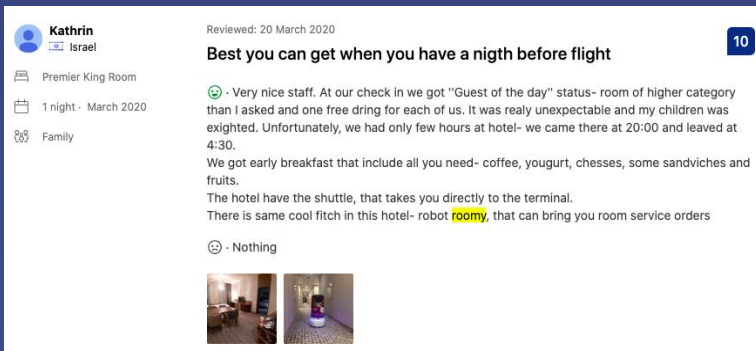 Kathrin
Israel
Premier King Room
1 night · March 2020
Family
Reviewed: 20 March 2020
10
Best you can get when you have a nigth before flight
· Very nice staff. At our check in we got "Guest of the day" status- room of higher category
than I asked and one free dring for each of us. It was realy unexpectable and my children was
exighted. Unfortunately, we had only few hours at hotel- we came there at 20:00 and leaved at
4:30.
We got early breakfast that include all you need- coffee, yougurt, chesses, some sandviches and
fruits.
The hotel have the shuttle, that takes you directly to the terminal.
There is same cool fitch in this hotel- robot roomy, that can bring you room service orders
· Nothing